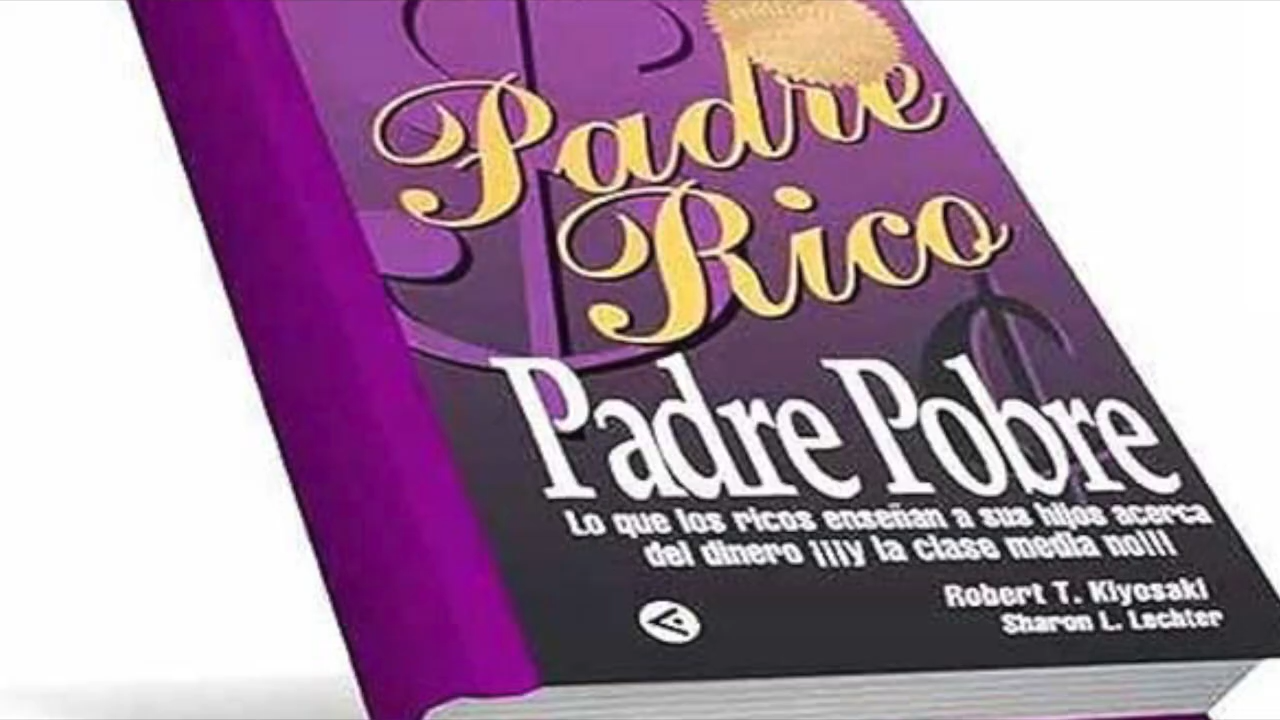 Padre
Rico
Padre Pobre
Lo que los ricos enseñan a sus hijos acerca
del dinero ¡¡¡y la clase media no!!!
Robert T. Kiyosaki
Sharon L. Lechter